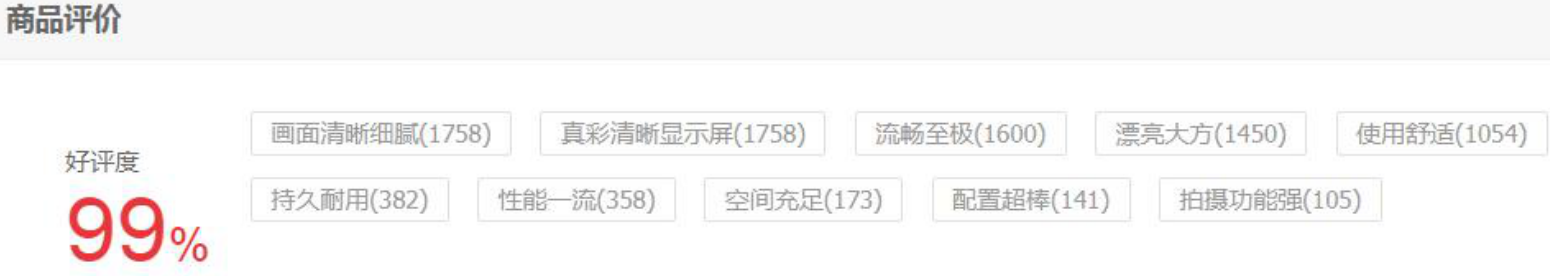 商品评价
好评度
99%
画面清晰细腻(1758) 真彩清晰显示屏(1758) 流畅至极(1600) 漂亮大方(1450) 使用舒适(1054)
持久耐用(382) 性能一流(358) 空间充足(173) 配置超棒(141) 拍摄功能强(105)